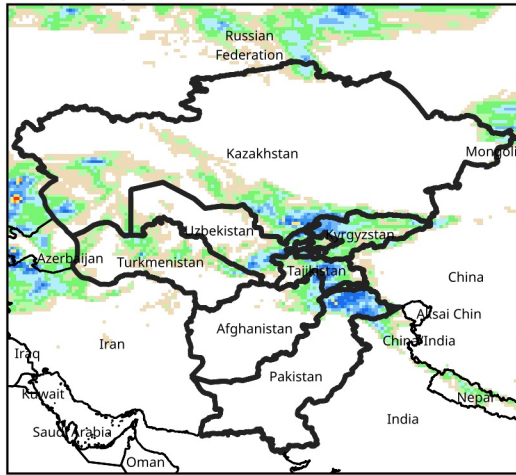 Russian
Federation
Kazakhstan
Mongoli
Uzbekistan
Kyrgyzstan
Azerbaijan
Turkmenistan
Tajikistan
China
Aksai Chin
Afghanistan
China/India
Iran
Iraq
Pakistan
Kuwait
Nepal
India
Saudi Arabia
Oman